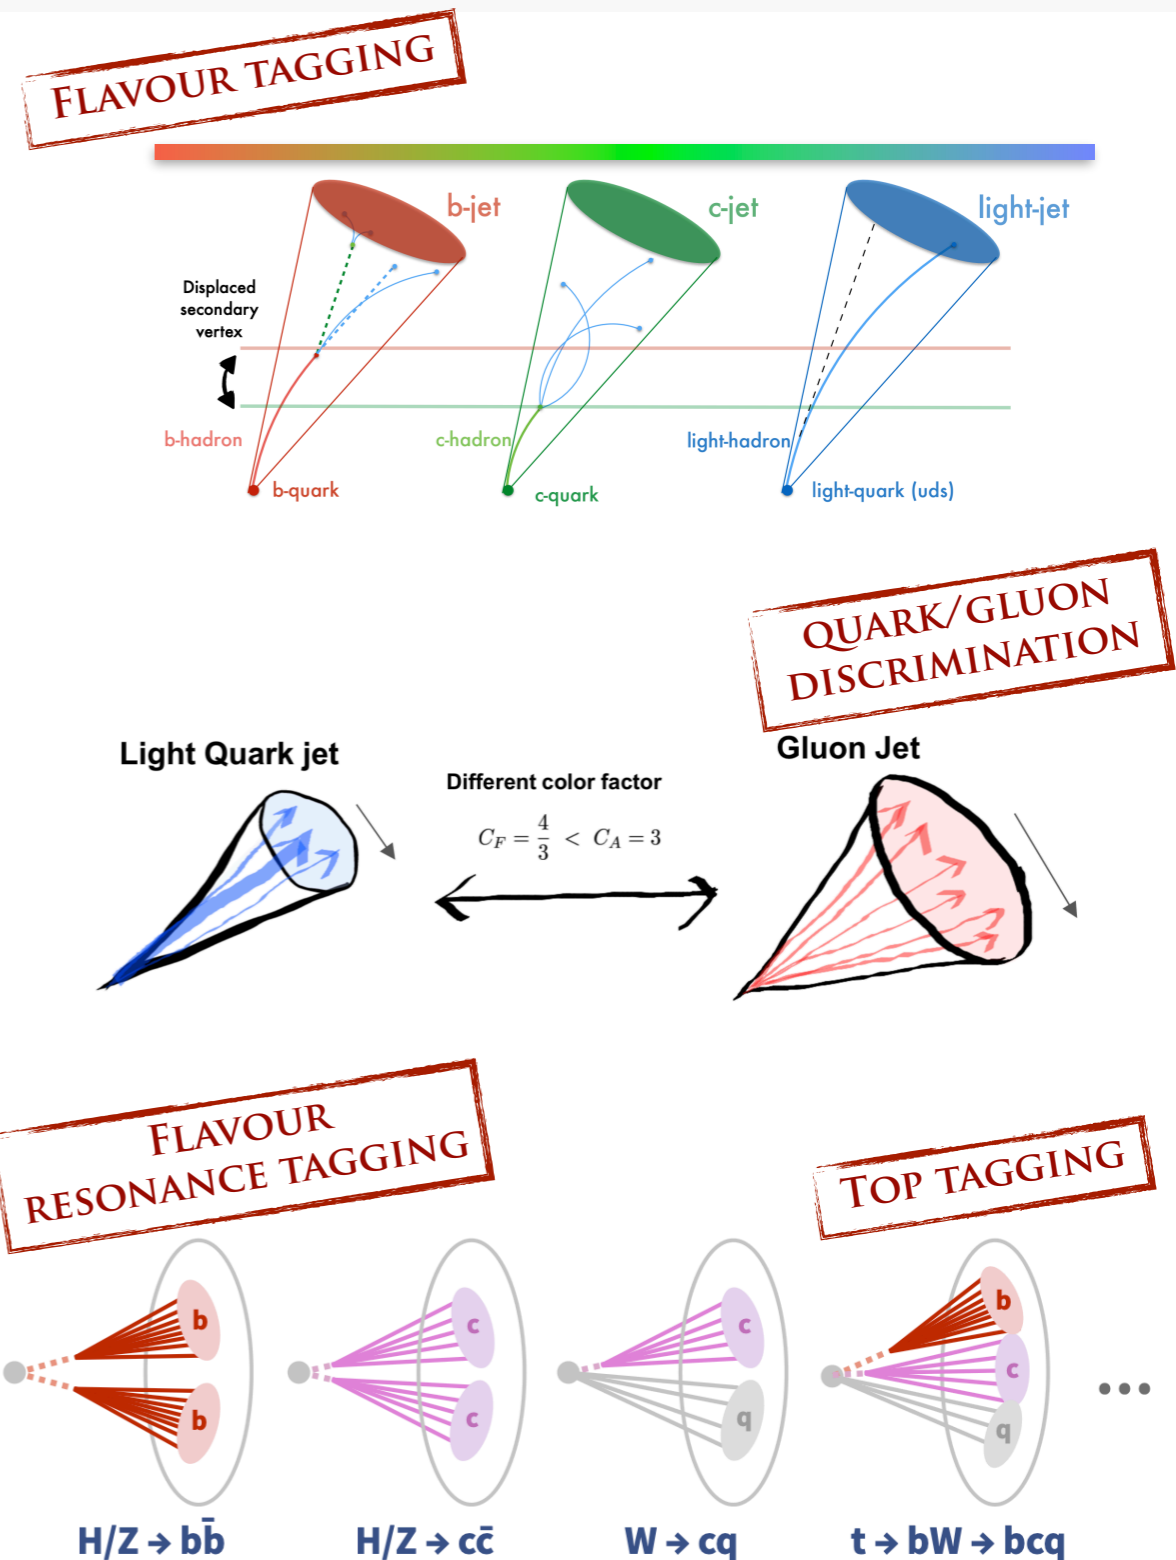 FLAVOUR TAGGING
b-jet
c-jet
light-jet
Displaced
secondary
vertex
b-hadron
c-hadron
light-hadron
b-quark
c-quark
light-quark (uds)
QUARK/GLUON
DISCRIMINATION
Light Quark jet
Gluon Jet
Different color factor
C_F = 4/3 < C_A = 3
FLAVOUR
RESONANCE TAGGING
TOP TAGGING
b
c
c
b
c
b
c
q
q
...
H/Z → bb̄
H/Z → cc̄
W → cq
t → bW → bcq